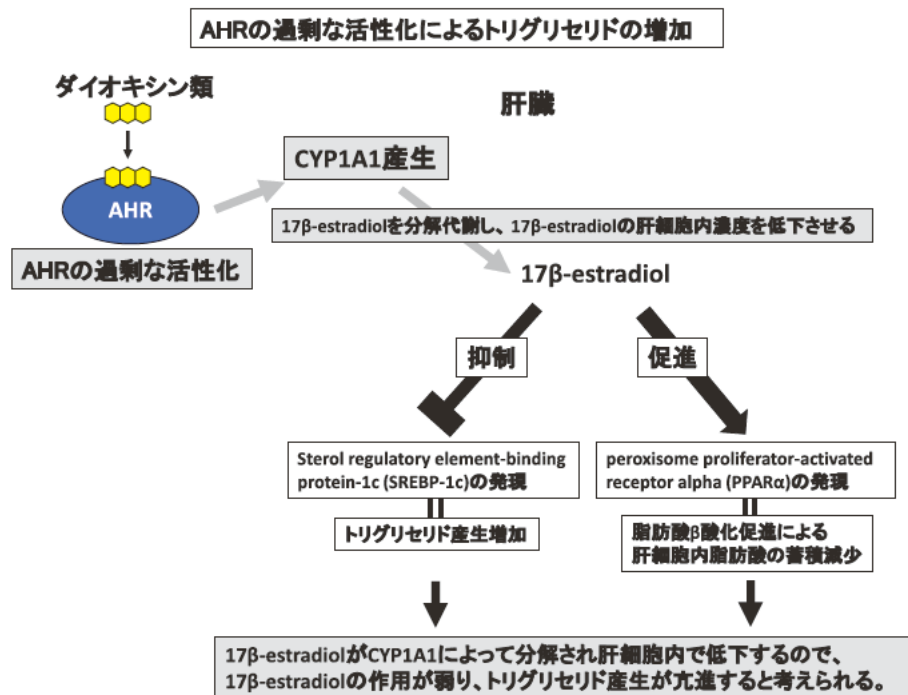 AHRの過剰な活性化によるトリグリセリドの増加
ダイオキシン類
肝臓
CYP1A1産生
AHR
17β-estradiolを分解代謝し、17β-estradiolの肝細胞内濃度を低下させる
AHRの過剰な活性化
17β-estradiol
抑制
促進
Sterol regulatory element-binding
protein-1c (SREBP-1c)の発現
peroxisome proliferator-activated
receptor alpha (PPARα)の発現
トリグリセリド産生増加
脂肪酸β酸化促進による
肝細胞内脂肪酸の蓄積減少
17β-estradiolがCYP1A1によって分解され肝細胞内で低下するので、
17β-estradiolの作用が弱り、トリグリセリド産生が亢進すると考えられる。